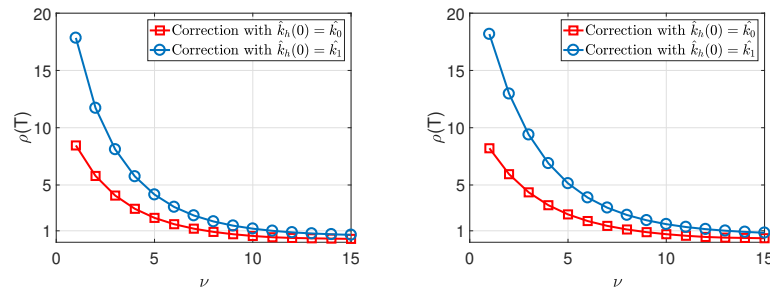 20
15
10
5
1
ρ(T)
0 5 10 15
ν
Correction with k̂_h(0) = k̂_0
Correction with k̂_h(0) = k̂_1
20
15
10
5
1
ρ(T)
0 5 10 15
ν
Correction with k̂_h(0) = k̂_0
Correction with k̂_h(0) = k̂_1